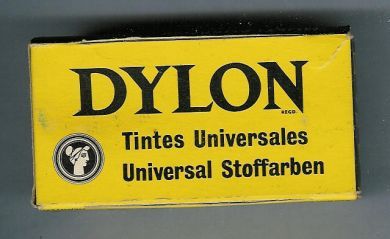 DYLON
REGD
Tintes Universales
Universal Stoffarben